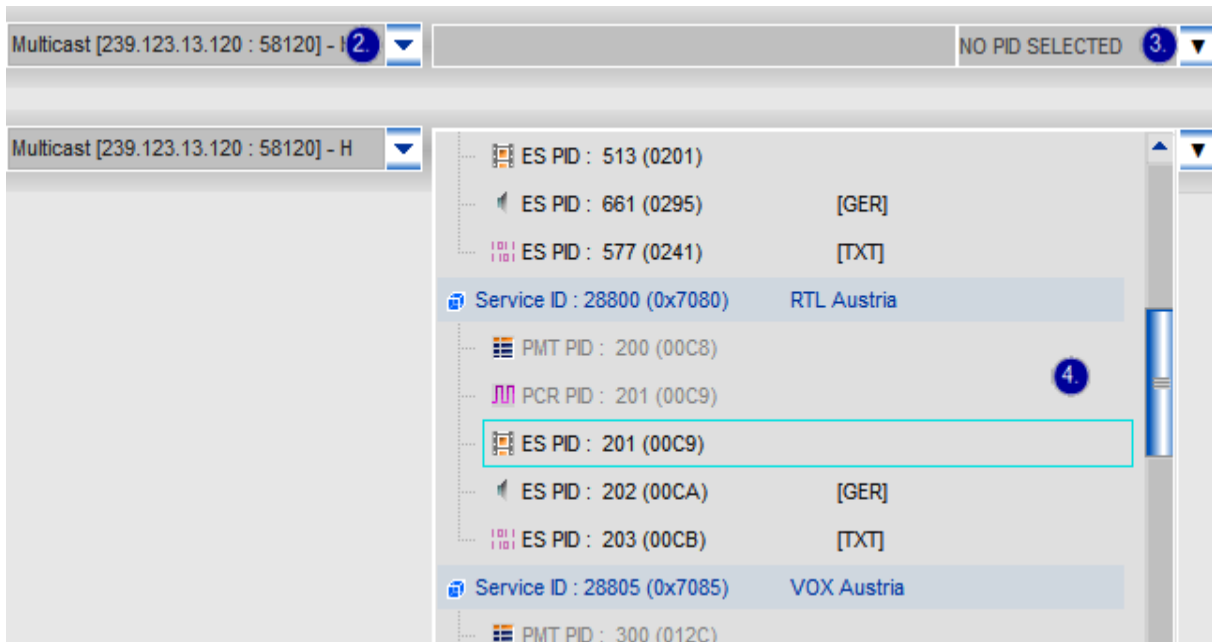 Multicast [239.123.13.120 : 58120] - H 2. NO PID SELECTED 3.
Multicast [239.123.13.120 : 58120] - H
ES PID : 513 (0201)
ES PID : 661 (0295) [GER]
ES PID : 577 (0241) [TXT]
Service ID : 28800 (0x7080) RTL Austria
PMT PID : 200 (00C8)
4.
PCR PID : 201 (00C9)
ES PID : 201 (00C9)
ES PID : 202 (00CA) [GER]
ES PID : 203 (00CB) [TXT]
Service ID : 28805 (0x7085) VOX Austria
PMT PID : 300 (012C)